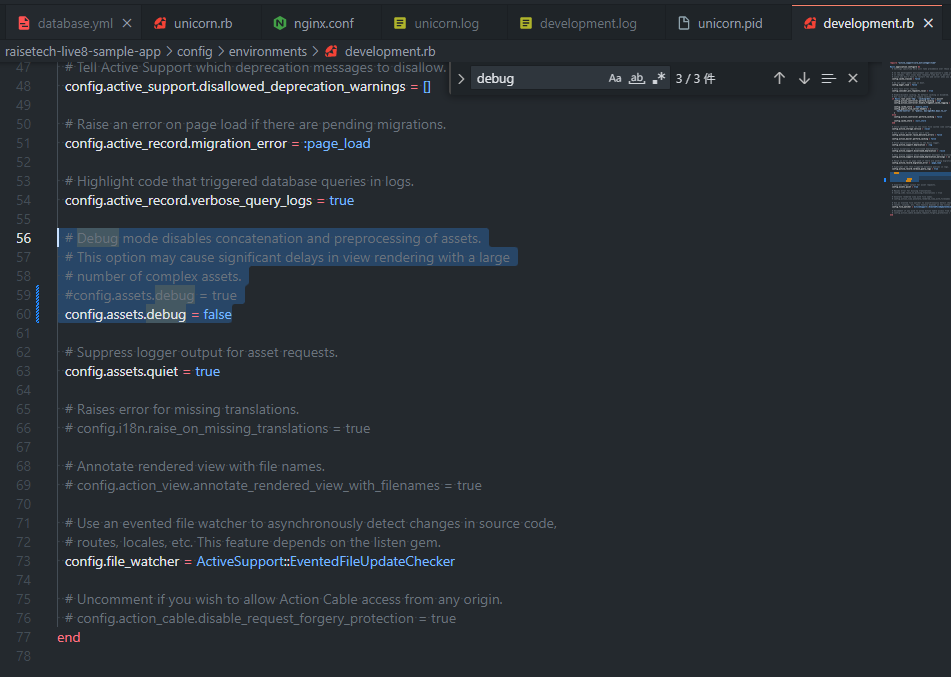 database.yml
unicorn.rb
nginx.conf
unicorn.log
development.log
unicorn.pid
development.rb
raisetech-live8-sample-app > config > environments > development.rb
debug
Aa
ab
.*
3 / 3 件
47 # Tell Active Support which deprecation messages to disallow.
48 config.active_support.disallowed_deprecation_warnings = []
49
50 # Raise an error on page load if there are pending migrations.
51 config.active_record.migration_error = :page_load
52
53 # Highlight code that triggered database queries in logs.
54 config.active_record.verbose_query_logs = true
55
56 # Debug mode disables concatenation and preprocessing of assets.
57 # This option may cause significant delays in view rendering with a large
58 # number of complex assets.
59 #config.assets.debug = true
60 config.assets.debug = false
61
62 # Suppress logger output for asset requests.
63 config.assets.quiet = true
64
65 # Raises error for missing translations.
66 # config.i18n.raise_on_missing_translations = true
67
68 # Annotate rendered view with file names.
69 # config.action_view.annotate_rendered_view_with_filenames = true
70
71 # Use an evented file watcher to asynchronously detect changes in source code,
72 # routes, locales, etc. This feature depends on the listen gem.
73 config.file_watcher = ActiveSupport::EventedFileUpdateChecker
74
75 # Uncomment if you wish to allow Action Cable access from any origin.
76 # config.action_cable.disable_request_forgery_protection = true
77 end
78